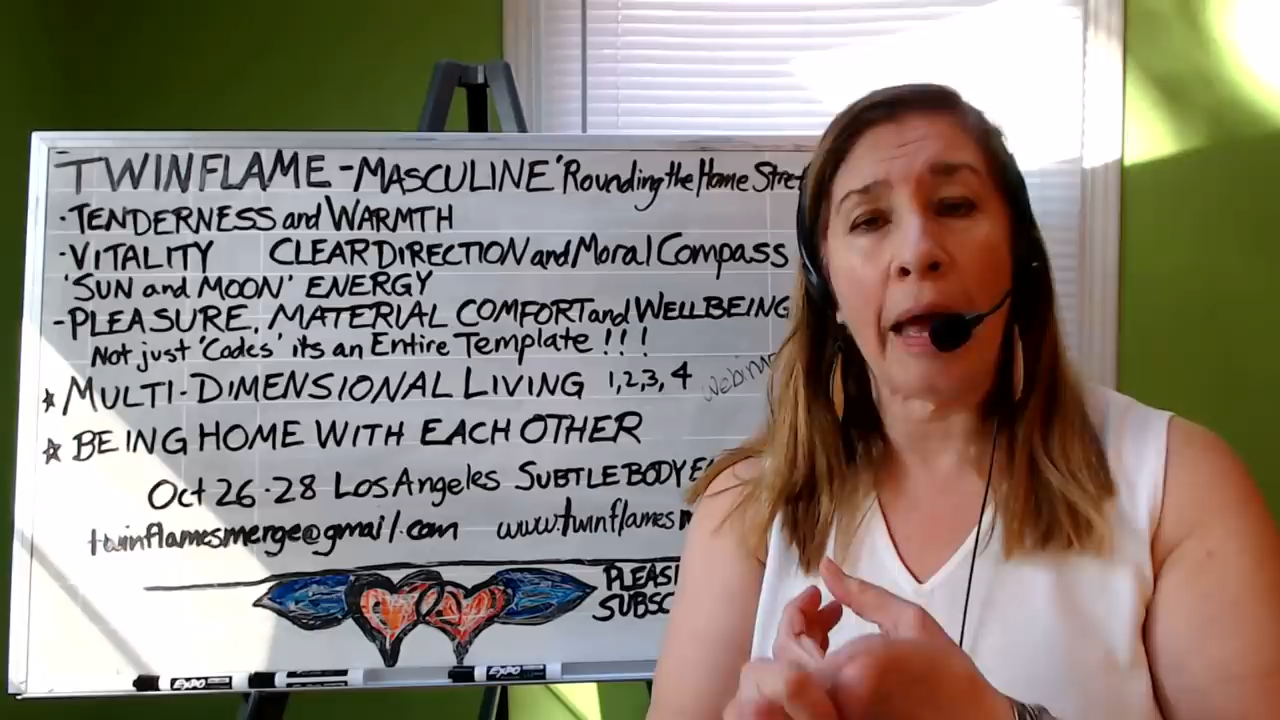 TWINFLAME - MASCULINE 'Rounding the Home
• TENDERNESS and WARMTH
• VITALITY CLEAR DIRECTION and Moral Compass
'SUN and MOON' ENERGY
- PLEASURE, MATERIAL COMFORT and WELLBEING
Not just 'Codes' its an Entire Template!!!
★ MULTI-DIMENSIONAL LIVING 1,2,3,4
★ BEING HOME WITH EACH OTHER
Oct 26-28 Los Angeles SUBTLE BODY
twinflamesmerge@gmail.com www.twinflames
PLEAS
SUBSC
EXPO
EXPO